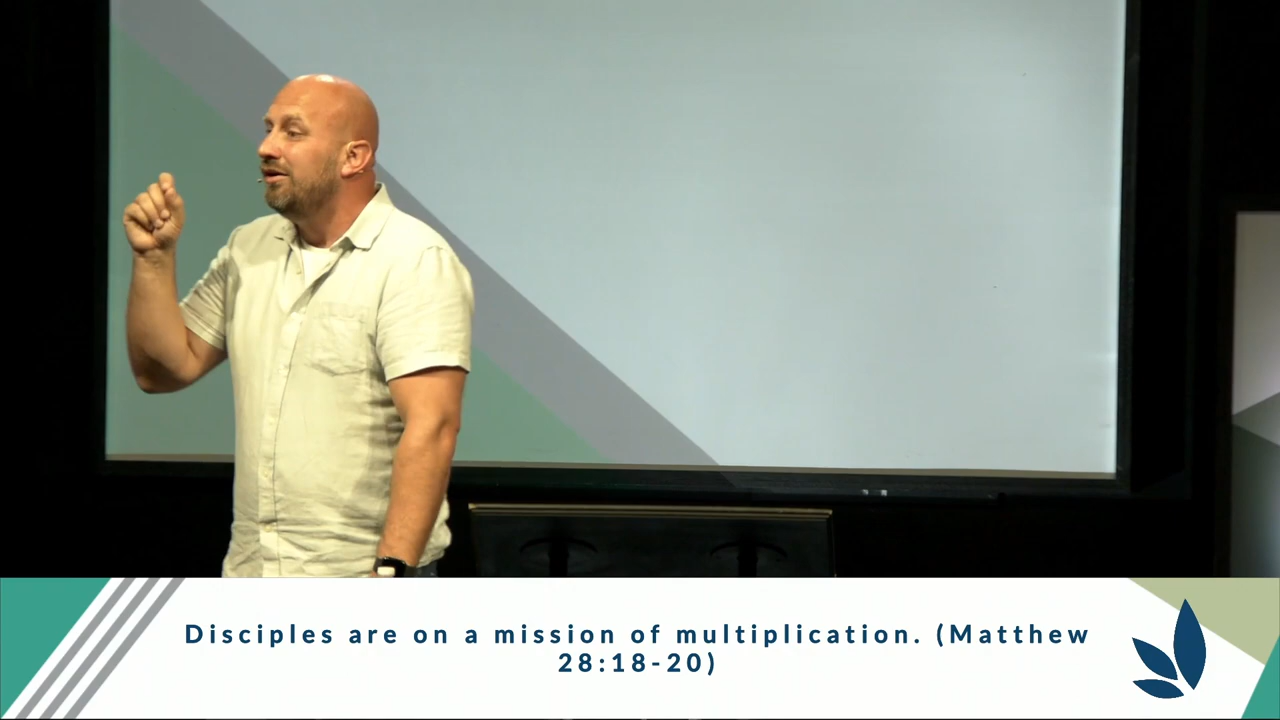 Disciples are on a mission of multiplication. (Matthew
28:18-20)